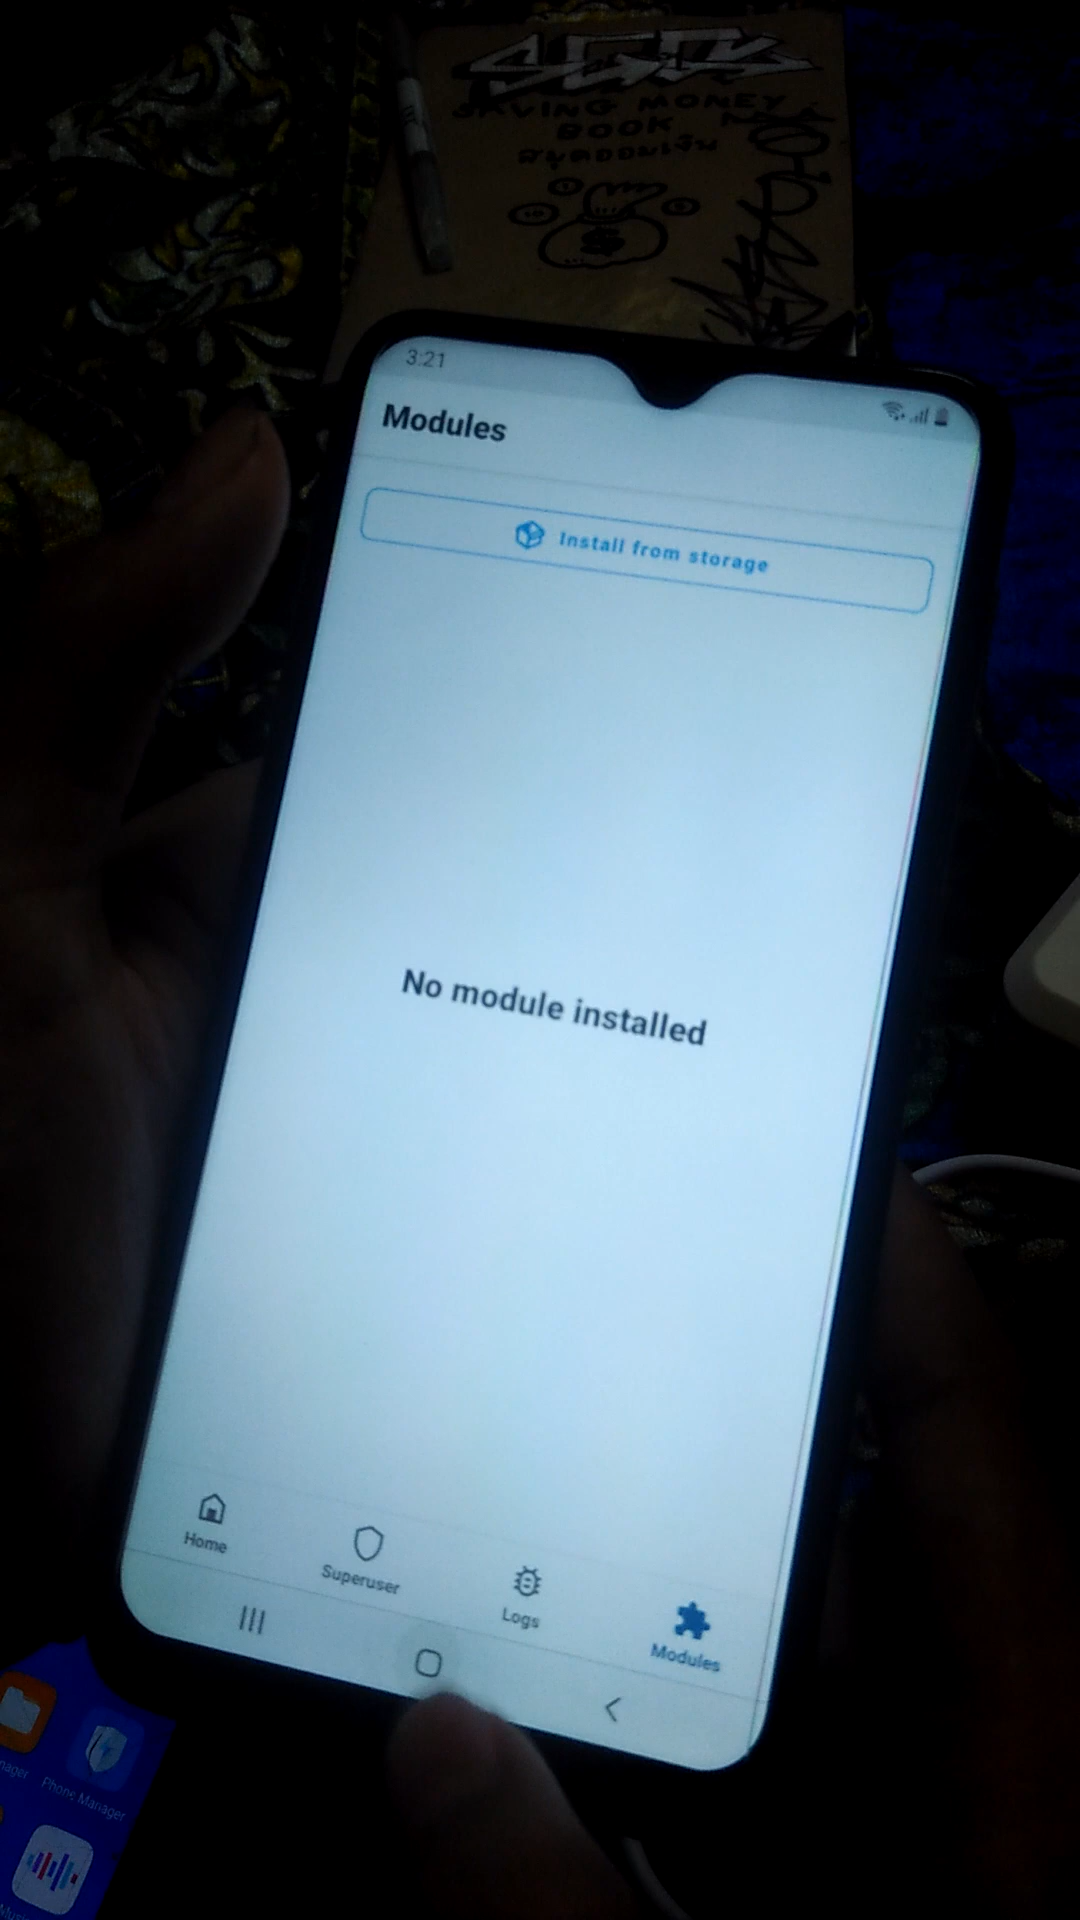 SAVING MONEY
BOOK
สมุดออมเงิน
3:21
Modules
Install from storage
No module installed
Home
Superuser
Logs
Modules
Phone Manager